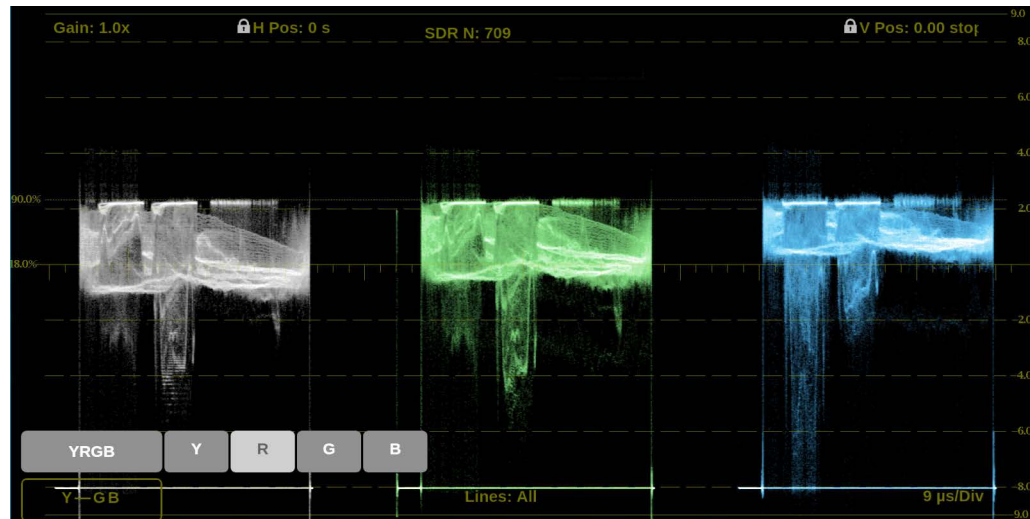 9.0
Gain: 1.0x
H Pos: 0 s
SDR N: 709
V Pos: 0.00 stop
8.0
6.0
4.0
90.0%
2.0
18.0%
-2.0
-4.0
-6.0
YRGB
Y
R
G
B
Y—GB
Lines: All
9 µs/Div
-8.0
9.0